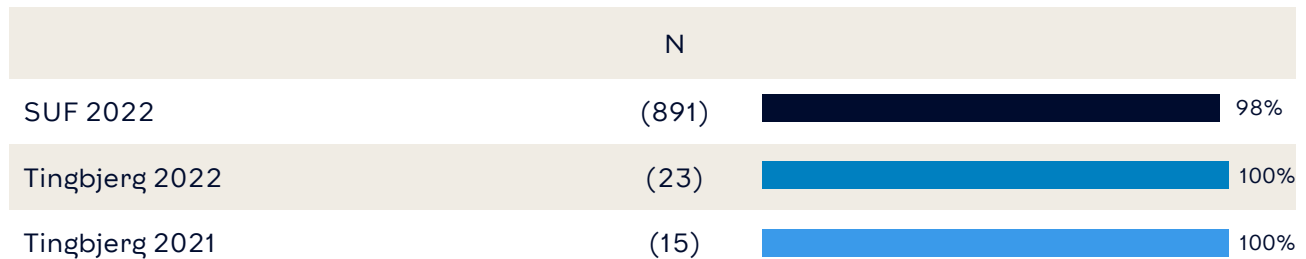 N
SUF 2022 (891) 98%
Tingbjerg 2022 (23) 100%
Tingbjerg 2021 (15) 100%